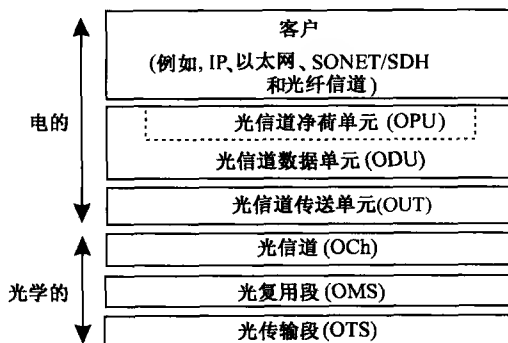 客户
(例如, IP、以太网、SONET/SDH
和光纤信道)
电的
光信道净荷单元 (OPU)
光信道数据单元 (ODU)
光信道传送单元(OUT)
光信道 (OCh)
光学的
光复用段 (OMS)
光传输段 (OTS)